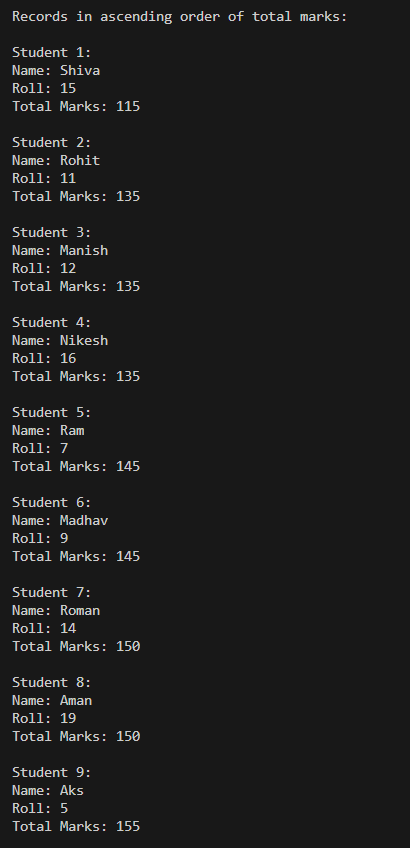 Records in ascending order of total marks:
Student 1:
Name: Shiva
Roll: 15
Total Marks: 115
Student 2:
Name: Rohit
Roll: 11
Total Marks: 135
Student 3:
Name: Manish
Roll: 12
Total Marks: 135
Student 4:
Name: Nikesh
Roll: 16
Total Marks: 135
Student 5:
Name: Ram
Roll: 7
Total Marks: 145
Student 6:
Name: Madhav
Roll: 9
Total Marks: 145
Student 7:
Name: Roman
Roll: 14
Total Marks: 150
Student 8:
Name: Aman
Roll: 19
Total Marks: 150
Student 9:
Name: Aks
Roll: 5
Total Marks: 155